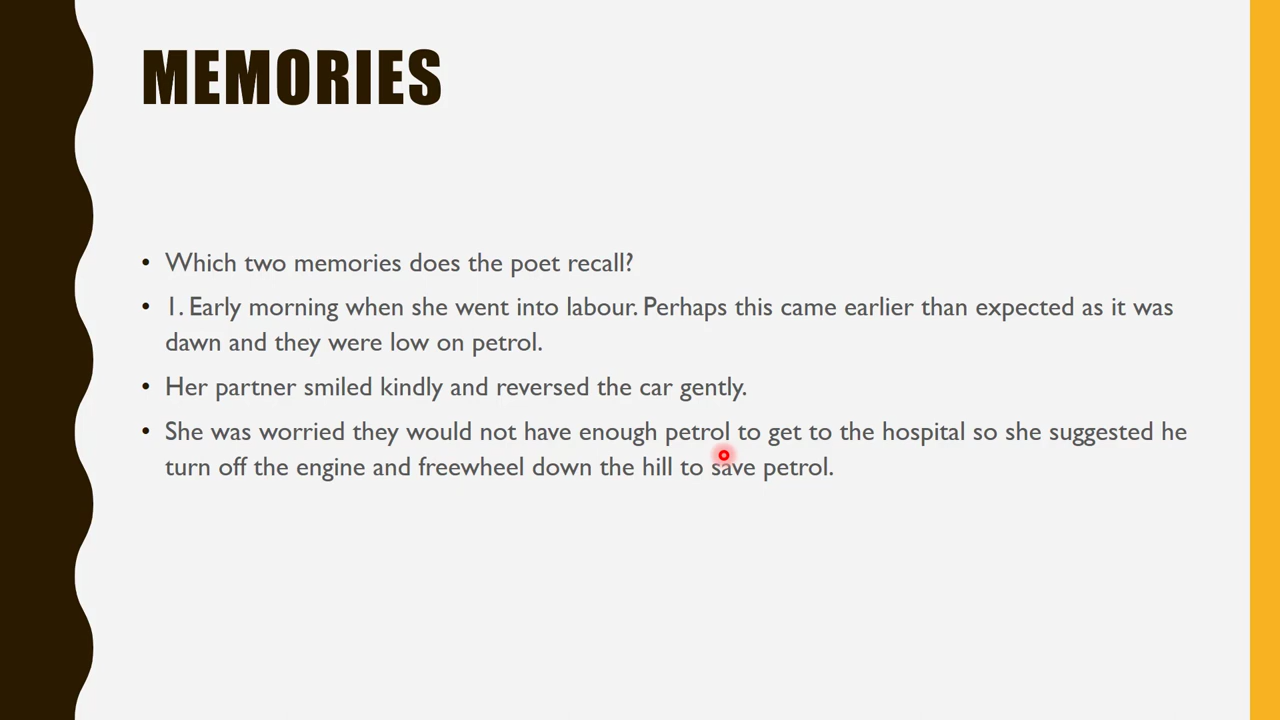 MEMORIES
• Which two memories does the poet recall?
• 1. Early morning when she went into labour. Perhaps this came earlier than expected as it was
dawn and they were low on petrol.
• Her partner smiled kindly and reversed the car gently.
• She was worried they would not have enough petrol to get to the hospital so she suggested he
turn off the engine and freewheel down the hill to save petrol.